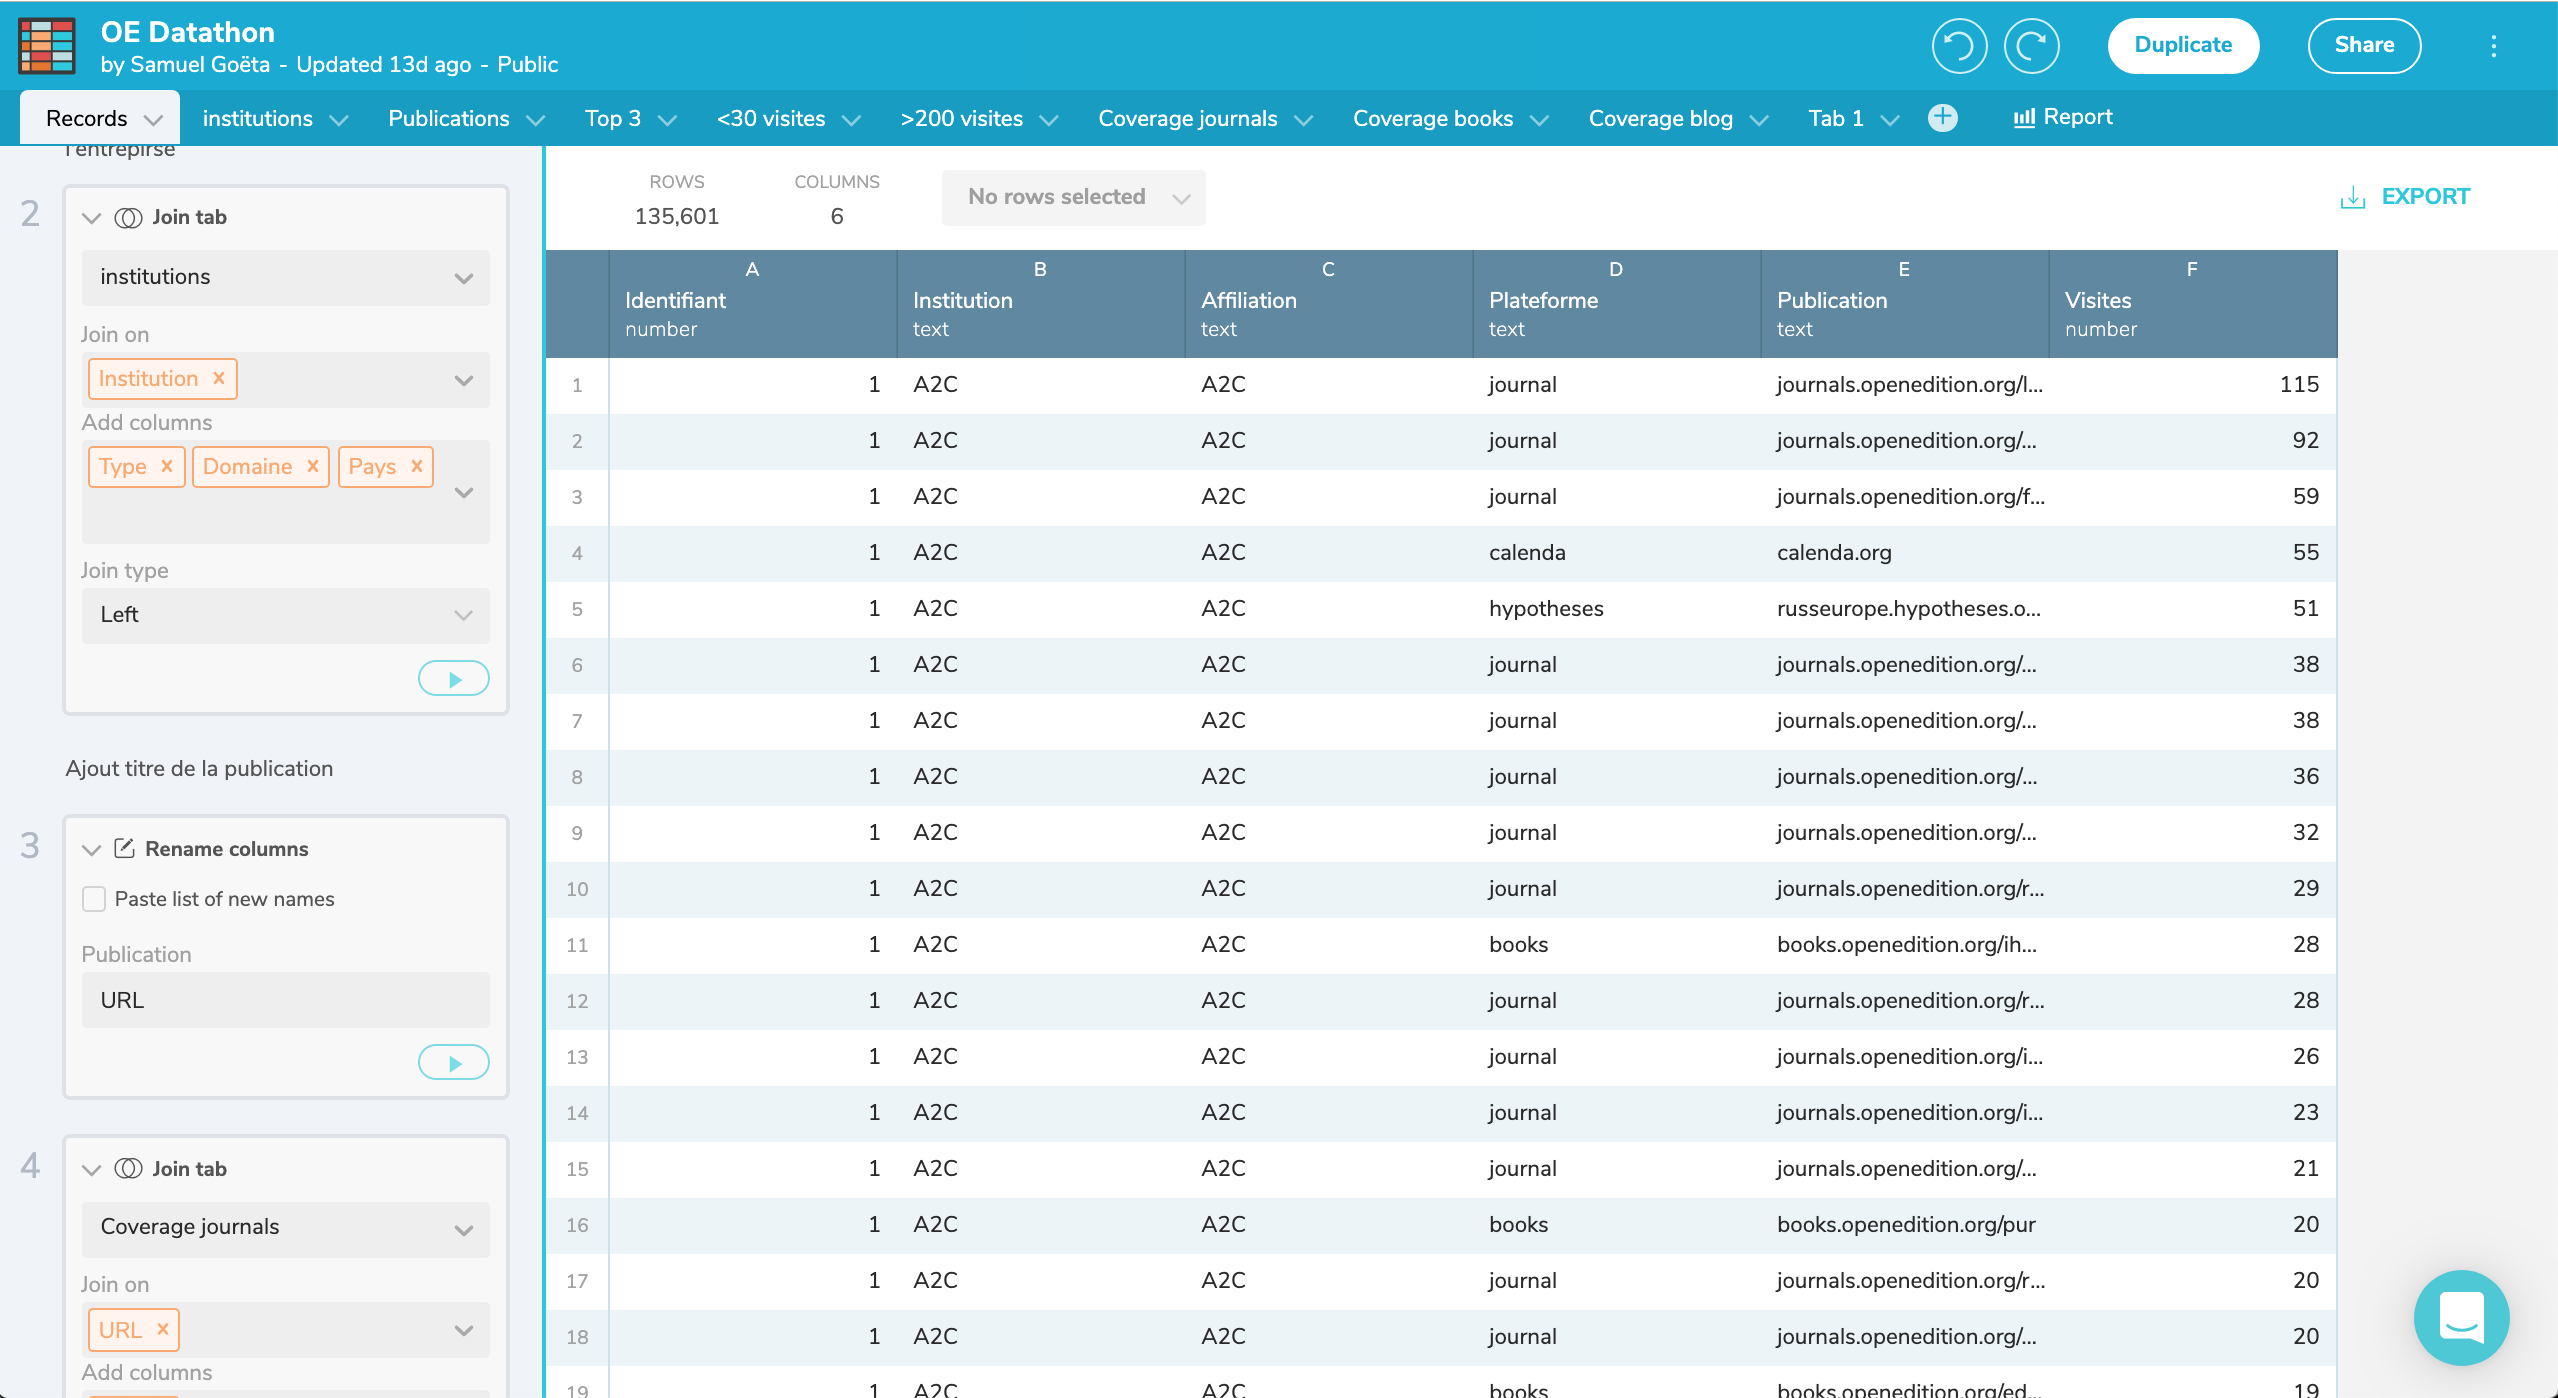 OE Datathon
by Samuel Goëta - Updated 13d ago - Public
Duplicate
Share
Records
institutions
Publications
Top 3
<30 visites
>200 visites
Coverage journals
Coverage books
Coverage blog
Tab 1
Report
l'entrepirse
2
Join tab
institutions
Join on
Institution x
Add columns
Type x Domaine x Pays x
Join type
Left
Ajout titre de la publication
3
Rename columns
Paste list of new names
Publication
URL
4
Join tab
Coverage journals
Join on
URL x
Add columns
ROWS
135,601
COLUMNS
6
No rows selected
EXPORT
A B C D E F
Identifiant Institution Affiliation Plateforme Publication Visites
number text text text text number
1 1 A2C A2C journal journals.openedition.org/l... 115
2 1 A2C A2C journal journals.openedition.org/... 92
3 1 A2C A2C journal journals.openedition.org/f... 59
4 1 A2C A2C calenda calenda.org 55
5 1 A2C A2C hypotheses russeurope.hypotheses.o... 51
6 1 A2C A2C journal journals.openedition.org/... 38
7 1 A2C A2C journal journals.openedition.org/... 38
8 1 A2C A2C journal journals.openedition.org/... 36
9 1 A2C A2C journal journals.openedition.org/... 32
10 1 A2C A2C journal journals.openedition.org/r... 29
11 1 A2C A2C books books.openedition.org/ih... 28
12 1 A2C A2C journal journals.openedition.org/r... 28
13 1 A2C A2C journal journals.openedition.org/i... 26
14 1 A2C A2C journal journals.openedition.org/i... 23
15 1 A2C A2C journal journals.openedition.org/... 21
16 1 A2C A2C books books.openedition.org/pur 20
17 1 A2C A2C journal journals.openedition.org/r... 20
18 1 A2C A2C journal journals.openedition.org/... 20
19 1 A2C A2C books books.openedition.org/ed... 19